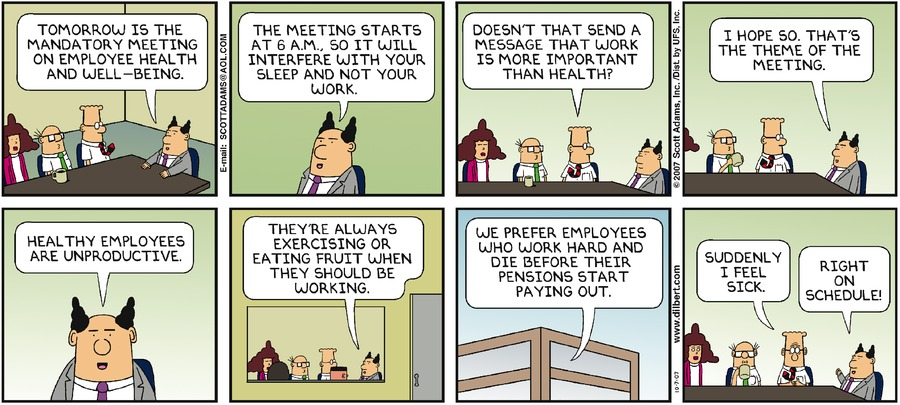 TOMORROW IS THE
MANDATORY MEETING
ON EMPLOYEE HEALTH
AND WELL-BEING.
E-mail: SCOTTADAMS@AOL.COM
THE MEETING STARTS
AT 6 A.M., SO IT WILL
INTERFERE WITH YOUR
SLEEP AND NOT YOUR
WORK.
DOESN'T THAT SEND A
MESSAGE THAT WORK
IS MORE IMPORTANT
THAN HEALTH?
© 2007 Scott Adams, Inc./Dist. by UFS, Inc.
I HOPE SO. THAT'S
THE THEME OF THE
MEETING.
HEALTHY EMPLOYEES
ARE UNPRODUCTIVE.
THEY'RE ALWAYS
EXERCISING OR
EATING FRUIT WHEN
THEY SHOULD BE
WORKING.
WE PREFER EMPLOYEES
WHO WORK HARD AND
DIE BEFORE THEIR
PENSIONS START
PAYING OUT.
www.dilbert.com
10-7-07
SUDDENLY
I FEEL
SICK.
RIGHT
ON
SCHEDULE!